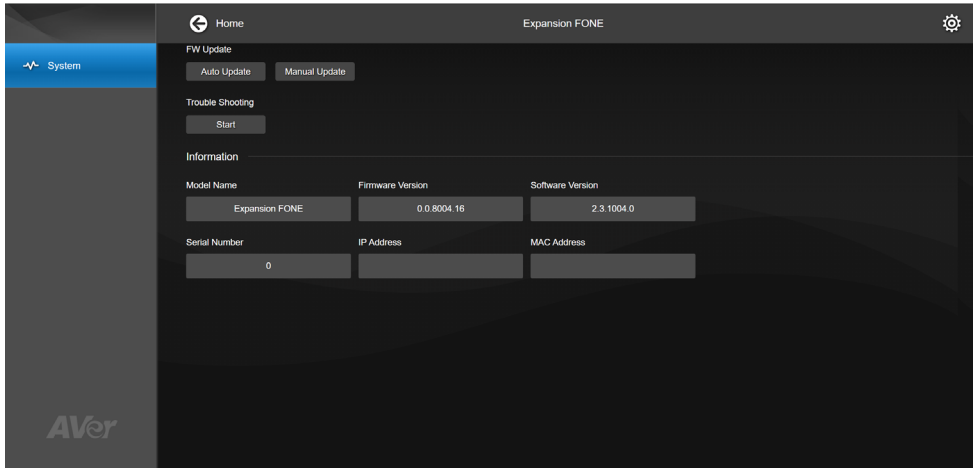 Home
Expansion FONE
System
FW Update
Auto Update
Manual Update
Trouble Shooting
Start
Information
Model Name
Firmware Version
Software Version
Expansion FONE
0.0.8004.16
2.3.1004.0
Serial Number
IP Address
MAC Address
0
AVer